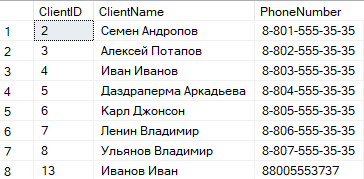 ClientID ClientName PhoneNumber
1 2 Семен Андропов 8-801-555-35-35
2 3 Алексей Потапов 8-802-555-35-35
3 4 Иван Иванов 8-803-555-35-35
4 5 Даздраперма Аркадьева 8-804-555-35-35
5 6 Карл Джонсон 8-805-555-35-35
6 7 Ленин Владимир 8-806-555-35-35
7 8 Ульянов Владимир 8-807-555-35-35
8 13 Иванов Иван 88005553737